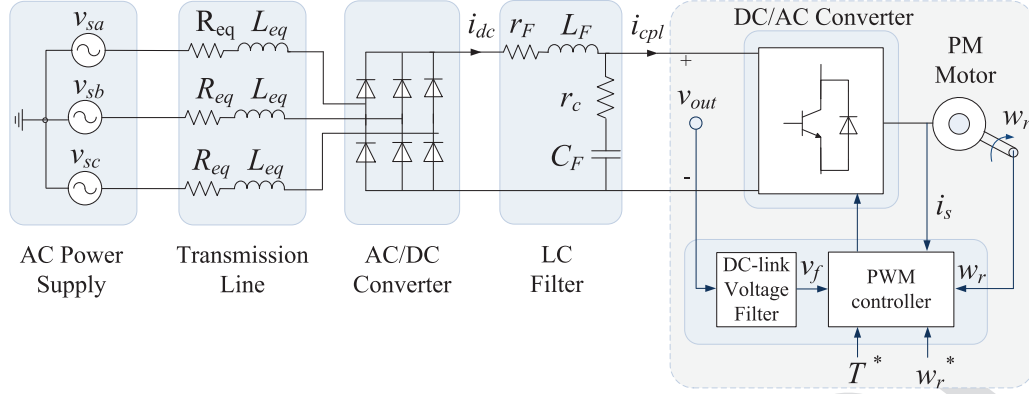 v_sa
v_sb
v_sc
R_eq
L_eq
R_eq
L_eq
R_eq
L_eq
i_dc
r_F
L_F
i_cpl
r_c
C_F
DC/AC Converter
+
v_out
-
PM
Motor
w_r
i_s
DC-link
Voltage
Filter
v_f
PWM
controller
w_r
T*
w_r*
AC Power
Supply
Transmission
Line
AC/DC
Converter
LC
Filter